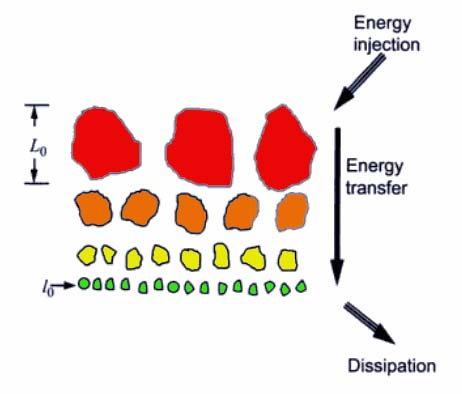 Energy
injection
L₀
Energy
transfer
l₀
Dissipation